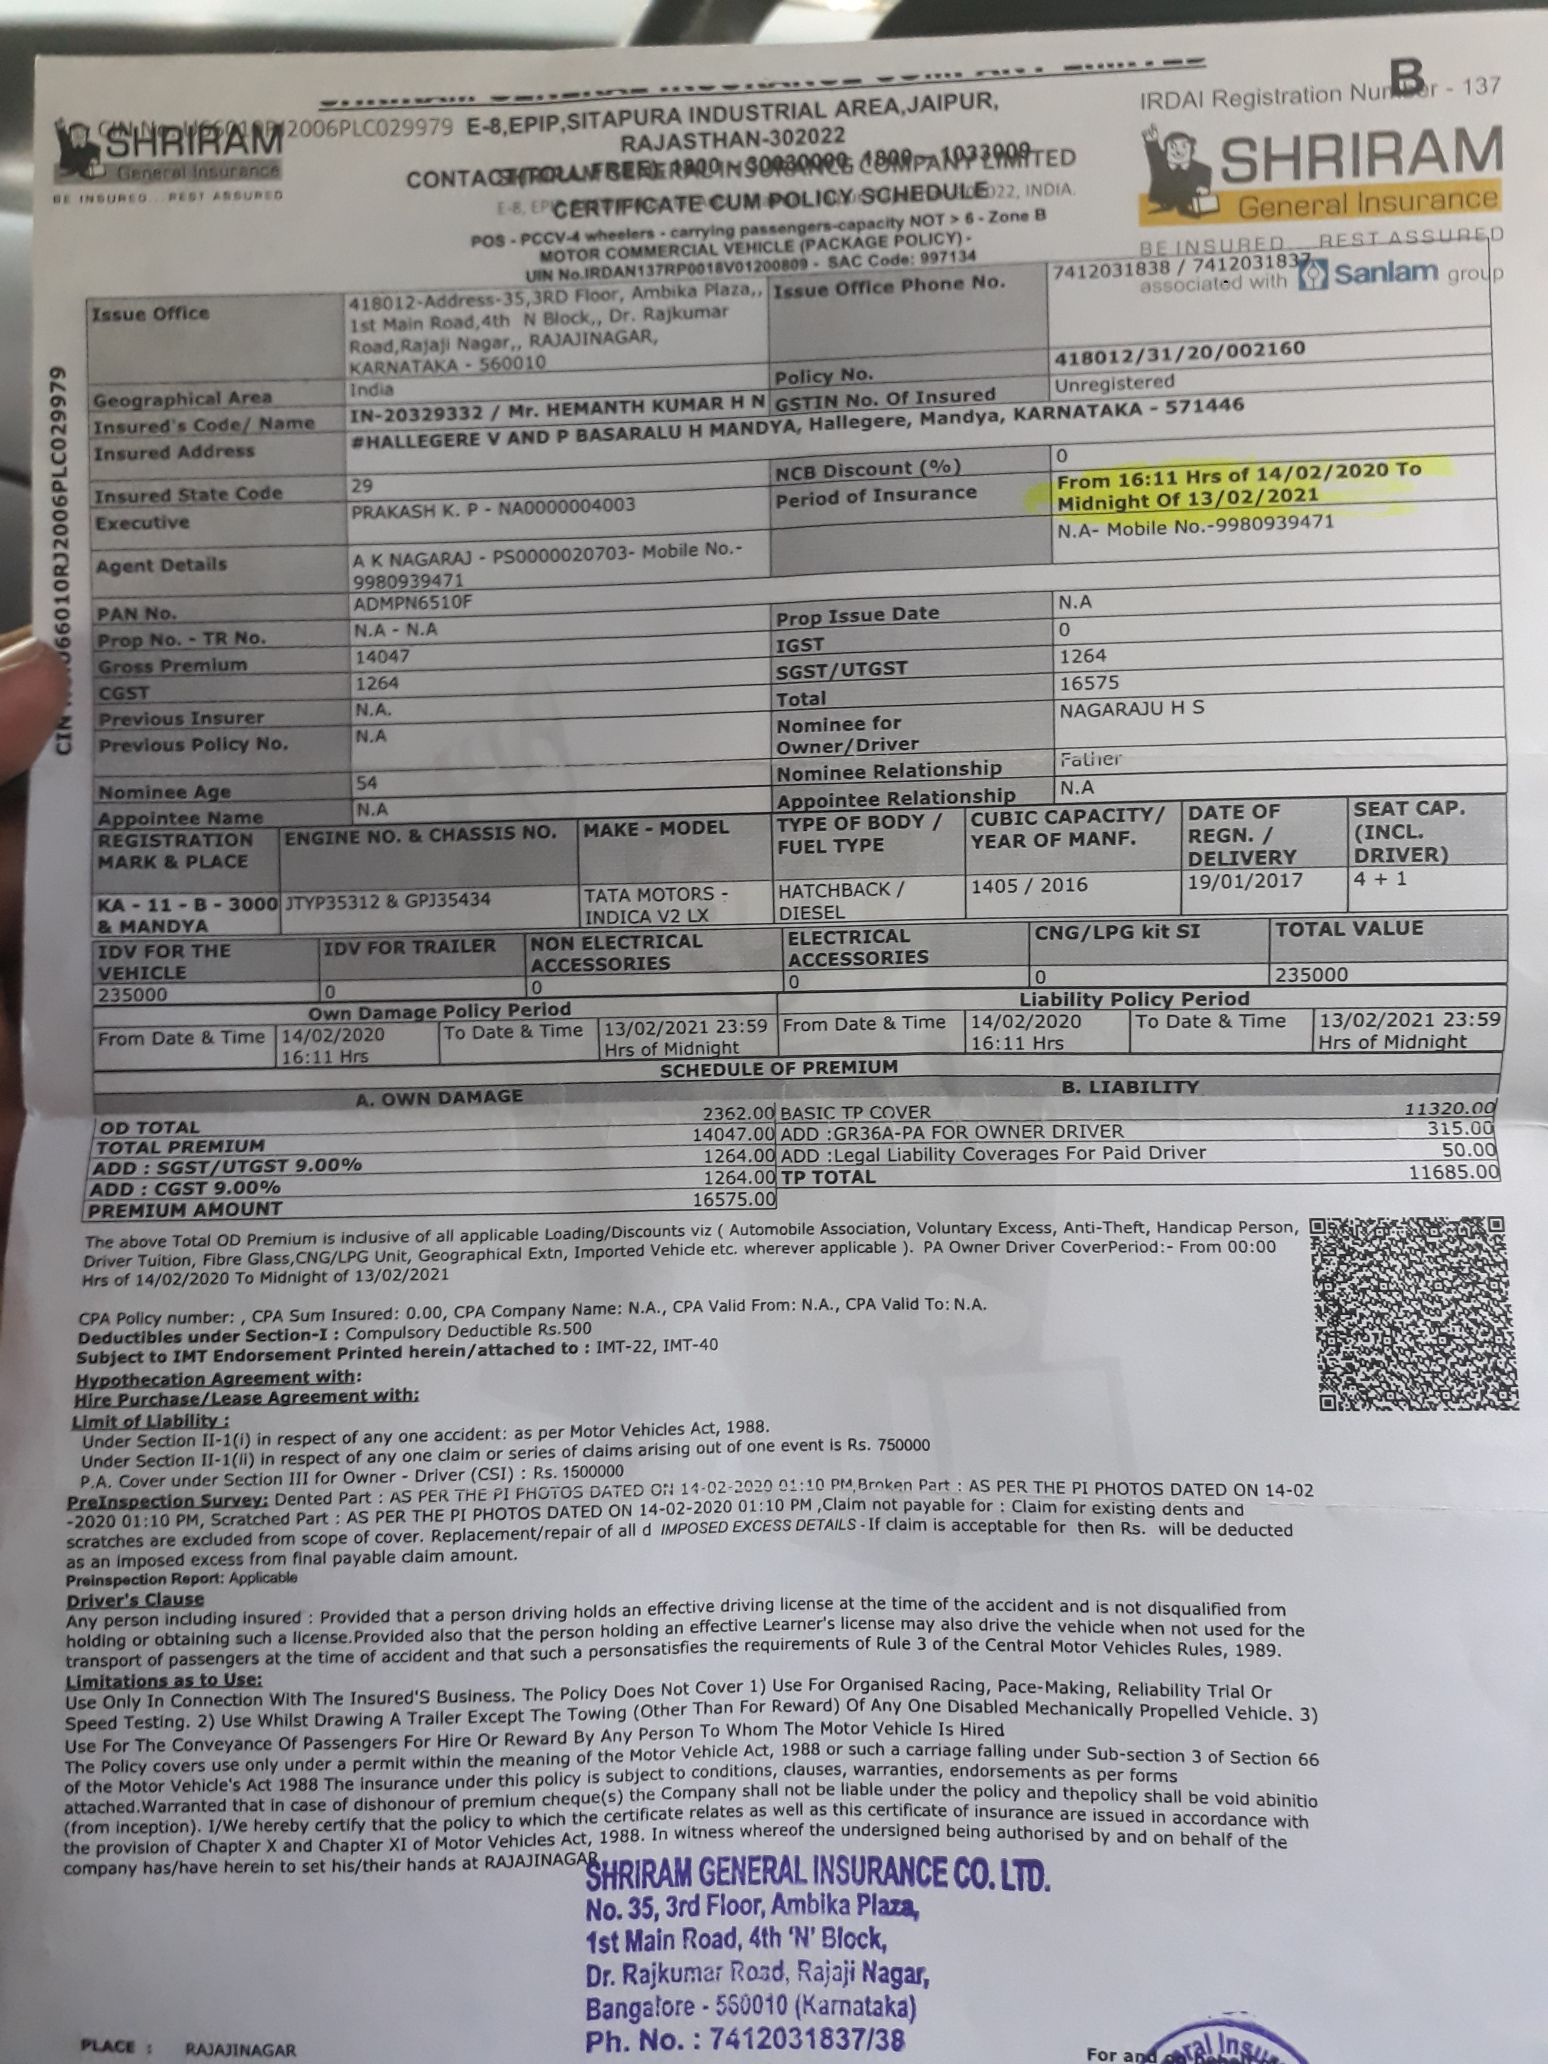 B
IRDAI Registration Number - 137
SHRIRAM
General Insurance
BE INSURED... REST ASSURED
2006PLC029979
E-8,EPIP,SITAPURA INDUSTRIAL AREA,JAIPUR,
RAJASTHAN-302022
CERTIFICATE CUM POLICY SCHEDULE
POS - PCCV-4 wheelers - carrying passengers-capacity NOT > 6 - Zone B
MOTOR COMMERCIAL VEHICLE (PACKAGE POLICY) -
UIN No.IRDAN137RP0018V01200809 - SAC Code: 997134
SHRIRAM
General Insurance
BE INSURED... REST ASSURED
associated with Sanlam group
Issue Office 418012-Address-35,3RD Floor, Ambika Plaza,,
1st Main Road,4th N Block,, Dr. Rajkumar
Road,Rajaji Nagar,, RAJAJINAGAR,
KARNATAKA - 560010
Issue Office Phone No. 7412031838 / 7412031837
Geographical Area India Policy No. 418012/31/20/002160
Insured's Code/ Name IN-20329332 / Mr. HEMANTH KUMAR H N GSTIN No. Of Insured Unregistered
Insured Address #HALLEGERE V AND P BASARALU H MANDYA, Hallegere, Mandya, KARNATAKA - 571446
Insured State Code 29 NCB Discount (%) 0
Executive PRAKASH K. P - NA0000004003 Period of Insurance From 16:11 Hrs of 14/02/2020 To
Midnight Of 13/02/2021
Agent Details A K NAGARAJ - PS0000020703- Mobile No.-
9980939471
N.A- Mobile No.-9980939471
PAN No. ADMPN6510F
Prop No. - TR No. N.A - N.A Prop Issue Date N.A
Gross Premium 14047 IGST 0
CGST 1264 SGST/UTGST 1264
Previous Insurer N.A. Total 16575
Previous Policy No. N.A Nominee for
Owner/Driver NAGARAJU H S
Nominee Age 54 Nominee Relationship Father
Appointee Name N.A Appointee Relationship N.A
REGISTRATION
MARK & PLACE ENGINE NO. & CHASSIS NO. MAKE - MODEL TYPE OF BODY /
FUEL TYPE CUBIC CAPACITY/
YEAR OF MANF. DATE OF
REGN. /
DELIVERY SEAT CAP.
(INCL.
DRIVER)
KA - 11 - B - 3000
& MANDYA JTYP35312 & GPJ35434 TATA MOTORS -
INDICA V2 LX HATCHBACK /
DIESEL 1405 / 2016 19/01/2017 4 + 1
IDV FOR THE
VEHICLE IDV FOR TRAILER NON ELECTRICAL
ACCESSORIES ELECTRICAL
ACCESSORIES CNG/LPG kit SI TOTAL VALUE
235000 0 0 0 0 235000
Own Damage Policy Period Liability Policy Period
From Date & Time 14/02/2020
16:11 Hrs To Date & Time 13/02/2021 23:59
Hrs of Midnight From Date & Time 14/02/2020
16:11 Hrs To Date & Time 13/02/2021 23:59
Hrs of Midnight
SCHEDULE OF PREMIUM
A. OWN DAMAGE B. LIABILITY
OD TOTAL 2362.00 BASIC TP COVER 11320.00
TOTAL PREMIUM 14047.00 ADD :GR36A-PA FOR OWNER DRIVER 315.00
ADD : SGST/UTGST 9.00% 1264.00 ADD :Legal Liability Coverages For Paid Driver 50.00
ADD : CGST 9.00% 1264.00 TP TOTAL 11685.00
PREMIUM AMOUNT 16575.00
The above Total OD Premium is inclusive of all applicable Loading/Discounts viz ( Automobile Association, Voluntary Excess, Anti-Theft, Handicap Person,
Driver Tuition, Fibre Glass,CNG/LPG Unit, Geographical Extn, Imported Vehicle etc. wherever applicable ). PA Owner Driver CoverPeriod:- From 00:00
Hrs of 14/02/2020 To Midnight of 13/02/2021
CPA Policy number: , CPA Sum Insured: 0.00, CPA Company Name: N.A., CPA Valid From: N.A., CPA Valid To: N.A.
Deductibles under Section-I : Compulsory Deductible Rs.500
Subject to IMT Endorsement Printed herein/attached to : IMT-22, IMT-40
Hypothecation Agreement with:
Hire Purchase/Lease Agreement with:
Limit of Liability :
Under Section II-1(i) in respect of any one accident: as per Motor Vehicles Act, 1988.
Under Section II-1(ii) in respect of any one claim or series of claims arising out of one event is Rs. 750000
P.A. Cover under Section III for Owner - Driver (CSI) : Rs. 1500000
PreInspection Survey: Dented Part : AS PER THE PI PHOTOS DATED ON 14-02-2020 01:10 PM,Broken Part : AS PER THE PI PHOTOS DATED ON 14-02
-2020 01:10 PM, Scratched Part : AS PER THE PI PHOTOS DATED ON 14-02-2020 01:10 PM ,Claim not payable for : Claim for existing dents and
scratches are excluded from scope of cover. Replacement/repair of all d IMPOSED EXCESS DETAILS - If claim is acceptable for then Rs. will be deducted
as an imposed excess from final payable claim amount.
Preinspection Report: Applicable
Driver's Clause
Any person including insured : Provided that a person driving holds an effective driving license at the time of the accident and is not disqualified from
holding or obtaining such a license.Provided also that the person holding an effective Learner's license may also drive the vehicle when not used for the
transport of passengers at the time of accident and that such a personsatisfies the requirements of Rule 3 of the Central Motor Vehicles Rules, 1989.
Limitations as to Use:
Use Only In Connection With The Insured'S Business. The Policy Does Not Cover 1) Use For Organised Racing, Pace-Making, Reliability Trial Or
Speed Testing. 2) Use Whilst Drawing A Trailer Except The Towing (Other Than For Reward) Of Any One Disabled Mechanically Propelled Vehicle. 3)
Use For The Conveyance Of Passengers For Hire Or Reward By Any Person To Whom The Motor Vehicle Is Hired
The Policy covers use only under a permit within the meaning of the Motor Vehicle Act, 1988 or such a carriage falling under Sub-section 3 of Section 66
of the Motor Vehicle's Act 1988 The insurance under this policy is subject to conditions, clauses, warranties, endorsements as per forms
attached.Warranted that in case of dishonour of premium cheque(s) the Company shall not be liable under the policy and thepolicy shall be void abinitio
(from inception). I/We hereby certify that the policy to which the certificate relates as well as this certificate of insurance are issued in accordance with
the provision of Chapter X and Chapter XI of Motor Vehicles Act, 1988. In witness whereof the undersigned being authorised by and on behalf of the
company has/have herein to set his/their hands at RAJAJINAGAR
SHRIRAM GENERAL INSURANCE CO. LTD.
No. 35, 3rd Floor, Ambika Plaza,
1st Main Road, 4th 'N' Block,
Dr. Rajkumar Road, Rajaji Nagar,
Bangalore - 560010 (Karnataka)
Ph. No. : 7412031837/38
PLACE : RAJAJINAGAR
For and